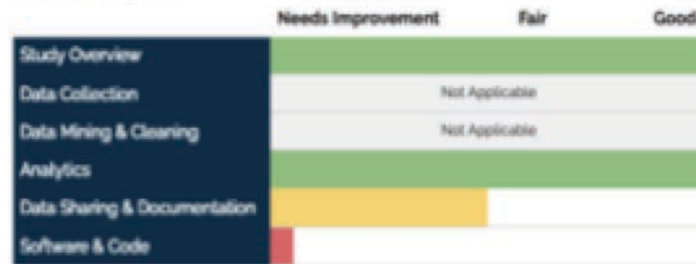 Needs Improvement Fair Good
Study Overview
Data Collection Not Applicable
Data Mining & Cleaning Not Applicable
Analytics
Data Sharing & Documentation
Software & Code